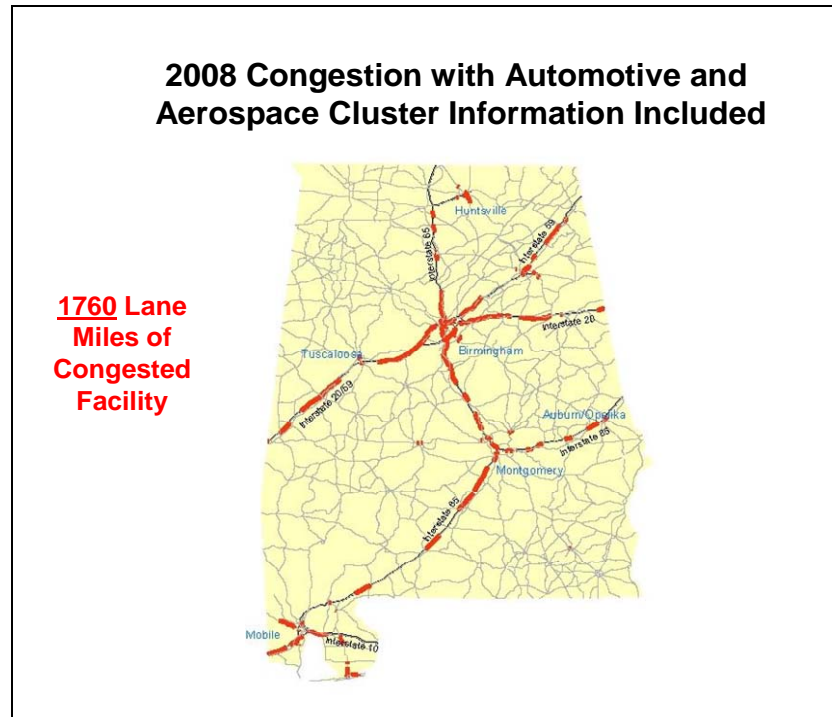 2008 Congestion with Automotive and
Aerospace Cluster Information Included
1760 Lane
Miles of
Congested
Facility
Huntsville
Interstate 65
Interstate 59
Interstate 20
Birmingham
Tuscaloosa
Interstate 20/59
Auburn/Opelika
Interstate 85
Montgomery
Interstate 65
Mobile
Interstate 10